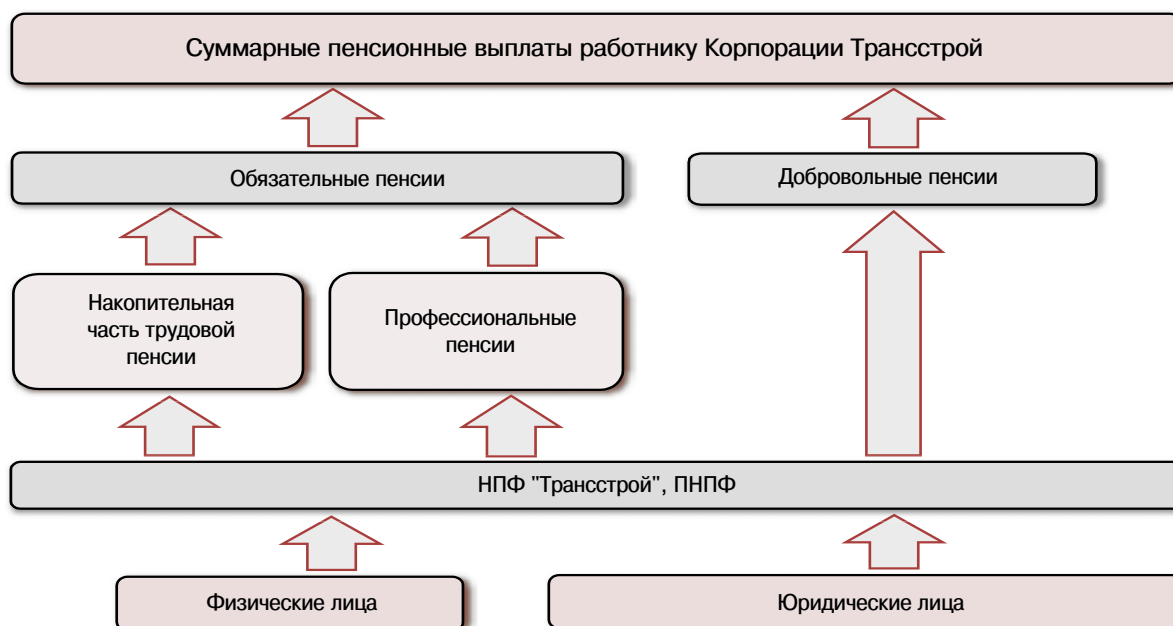 Суммарные пенсионные выплаты работнику Корпорации Трансстрой
Обязательные пенсии
Добровольные пенсии
Накопительная
часть трудовой
пенсии
Профессиональные
пенсии
НПФ "Трансстрой", ПНПФ
Физические лица
Юридические лица